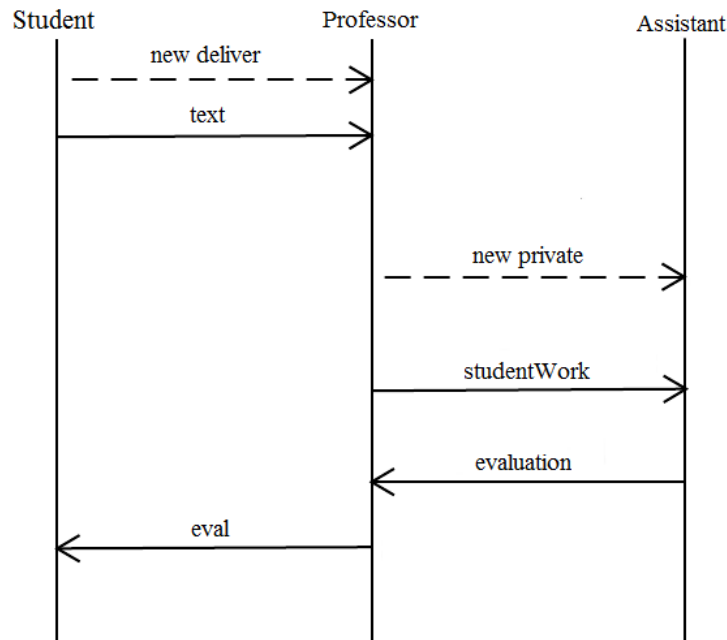 Student
Professor
Assistant
new deliver
text
new private
studentWork
evaluation
eval